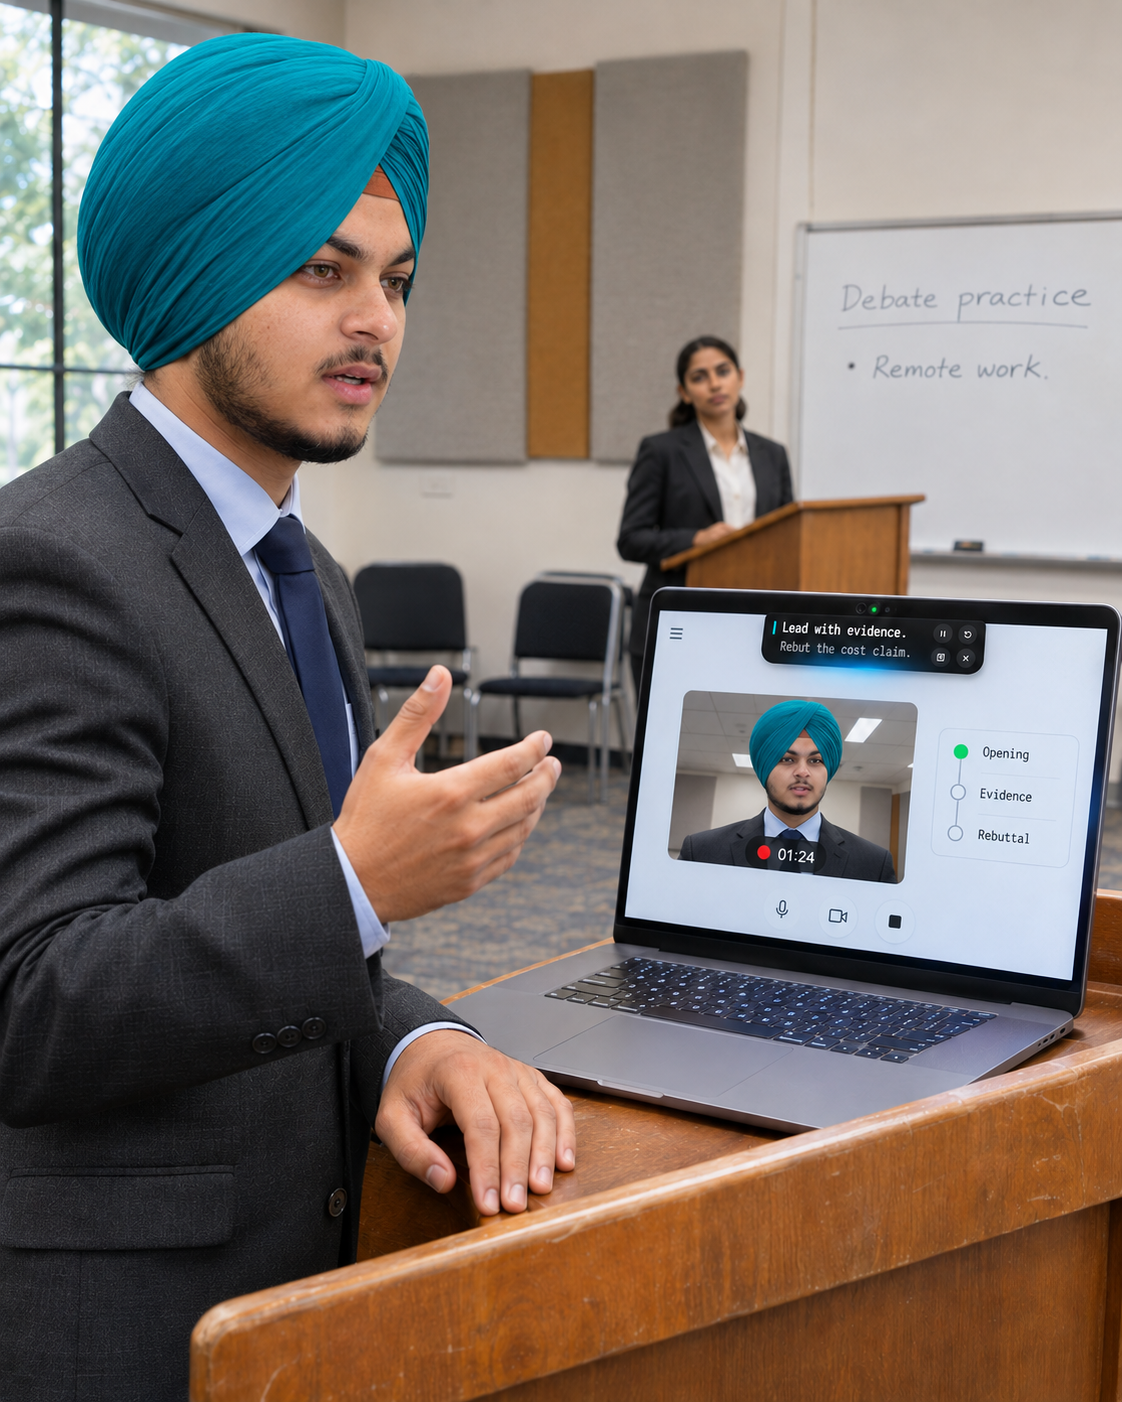 Debate practice
• Remote work.
Lead with evidence.
Rebut the cost claim.
Opening
Evidence
Rebuttal
01:24